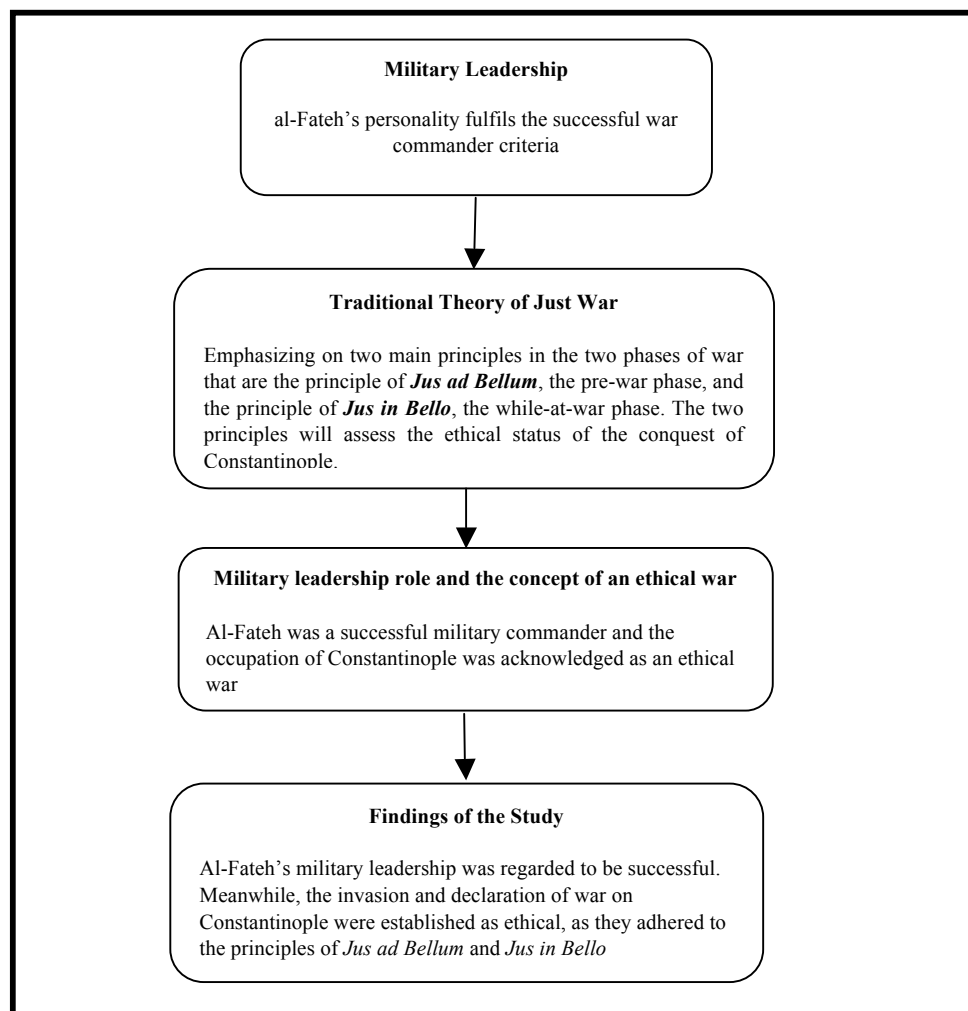 Military Leadership
al-Fateh's personality fulfils the successful war
commander criteria
Traditional Theory of Just War
Emphasizing on two main principles in the two phases of war
that are the principle of Jus ad Bellum, the pre-war phase, and
the principle of Jus in Bello, the while-at-war phase. The two
principles will assess the ethical status of the conquest of
Constantinople.
Military leadership role and the concept of an ethical war
Al-Fateh was a successful military commander and the
occupation of Constantinople was acknowledged as an ethical
war
Findings of the Study
Al-Fateh's military leadership was regarded to be successful.
Meanwhile, the invasion and declaration of war on
Constantinople were established as ethical, as they adhered to
the principles of Jus ad Bellum and Jus in Bello